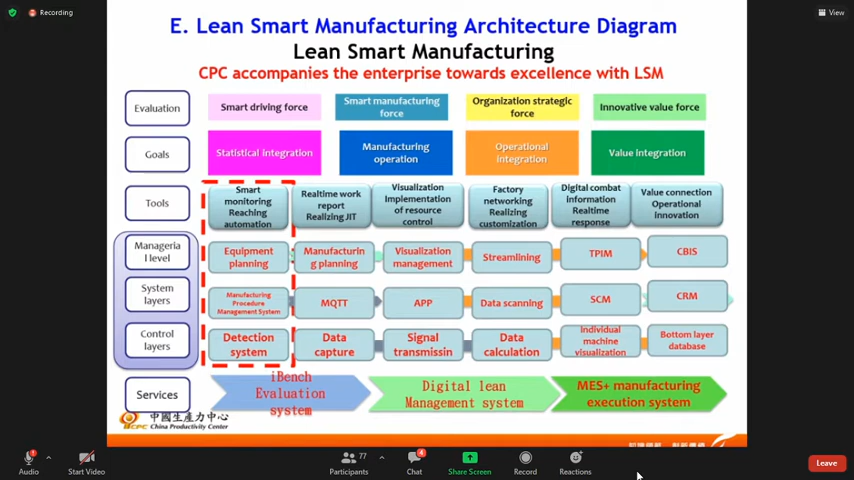 Recording
View
E. Lean Smart Manufacturing Architecture Diagram
Lean Smart Manufacturing
CPC accompanies the enterprise towards excellence with LSM
Evaluation
Smart driving force
Smart manufacturing
force
Organization strategic
force
Innovative value force
Goals
Statistical integration
Manufacturing
operation
Operational
integration
Value integration
Tools
Smart
monitoring
Reaching
automation
Realtime work
report
Realizing JIT
Visualization
Implementation
of resource
control
Factory
networking
Realizing
customization
Digital combat
information
Realtime
response
Value connection
Operational
innovation
Manageria
l level
Equipment
planning
Manufacturin
g planning
Visualization
management
Streamlining
TPIM
CBIS
System
layers
Manufacturing
Procedure
Management System
MQTT
APP
Data scanning
SCM
CRM
Control
layers
Detection
system
Data
capture
Signal
transmissin
Data
calculation
Individual
machine
visualization
Bottom layer
database
Services
iBench
Evaluation
system
Digital lean
Management system
MES+ manufacturing
execution system
CPC
中國生產力中心
China Productivity Center
Audio
Start Video
77
Participants
4
Chat
Share Screen
Record
Reactions
Leave